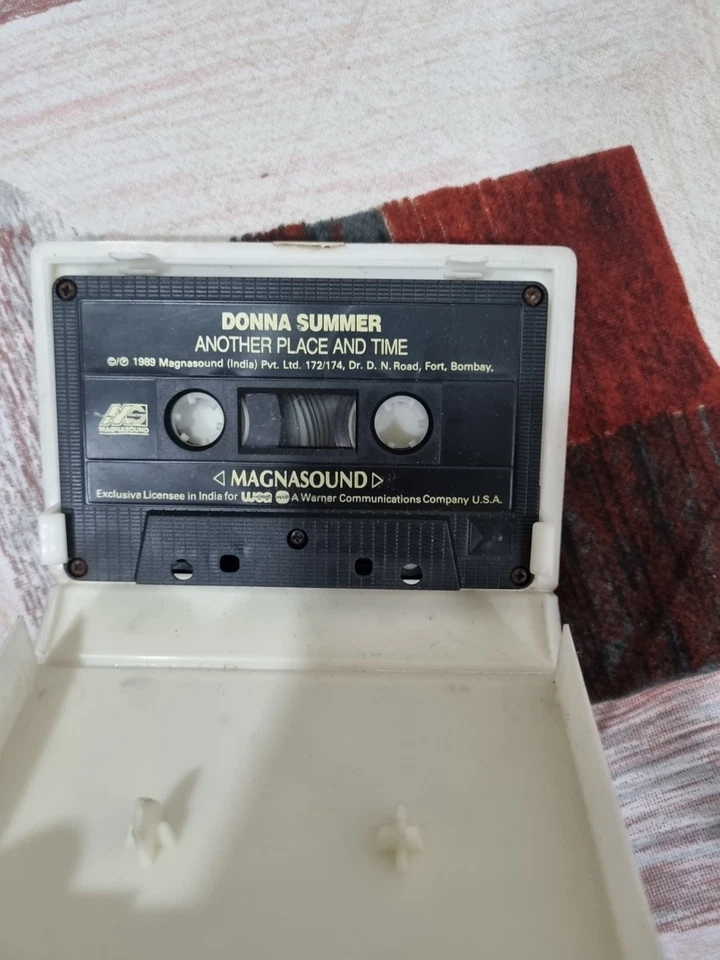 DONNA SUMMER
ANOTHER PLACE AND TIME
©/℗ 1989 Magnasound (India) Pvt. Ltd. 172/174, Dr. D. N. Road, Fort, Bombay.
MS
MAGNASOUND
◁ MAGNASOUND ▷
Exclusive Licensee in India for wea A Warner Communications Company U.S.A.